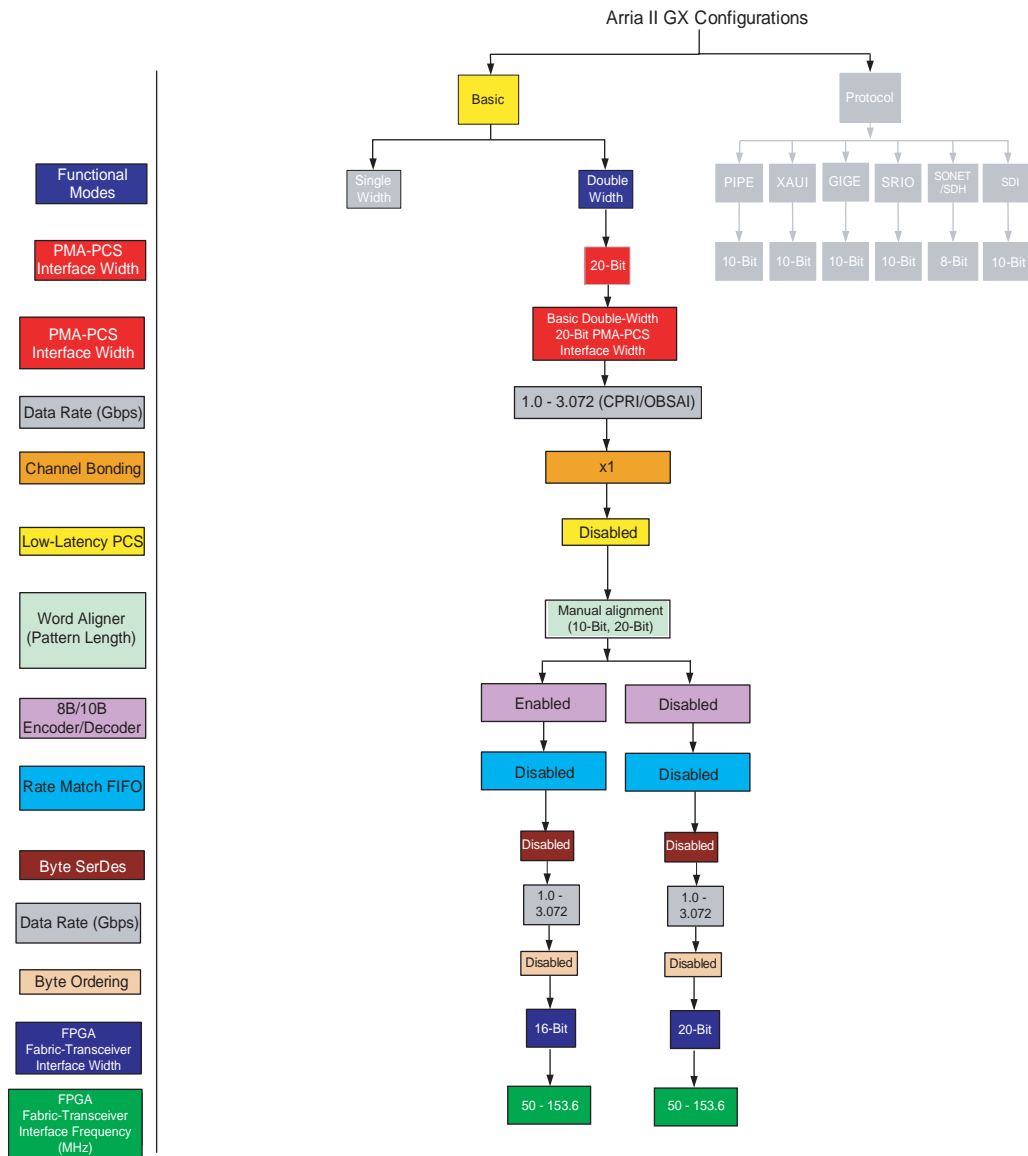 Arria II GX Configurations
Basic
Protocol
Functional
Modes
Single
Width
Double
Width
PIPE
XAUI
GIGE
SRIO
SONET
/SDH
SDI
PMA-PCS
Interface Width
20-Bit
10-Bit
10-Bit
10-Bit
10-Bit
8-Bit
10-Bit
PMA-PCS
Interface Width
Basic Double-Width
20-Bit PMA-PCS
Interface Width
Data Rate (Gbps)
1.0 - 3.072 (CPRI/OBSAI)
Channel Bonding
x1
Low-Latency PCS
Disabled
Word Aligner
(Pattern Length)
Manual alignment
(10-Bit, 20-Bit)
8B/10B
Encoder/Decoder
Enabled
Disabled
Rate Match FIFO
Disabled
Disabled
Byte SerDes
Disabled
Disabled
Data Rate (Gbps)
1.0 -
3.072
1.0 -
3.072
Byte Ordering
Disabled
Disabled
FPGA
Fabric-Transceiver
Interface Width
16-Bit
20-Bit
FPGA
Fabric-Transceiver
Interface Frequency
(MHz)
50 - 153.6
50 - 153.6